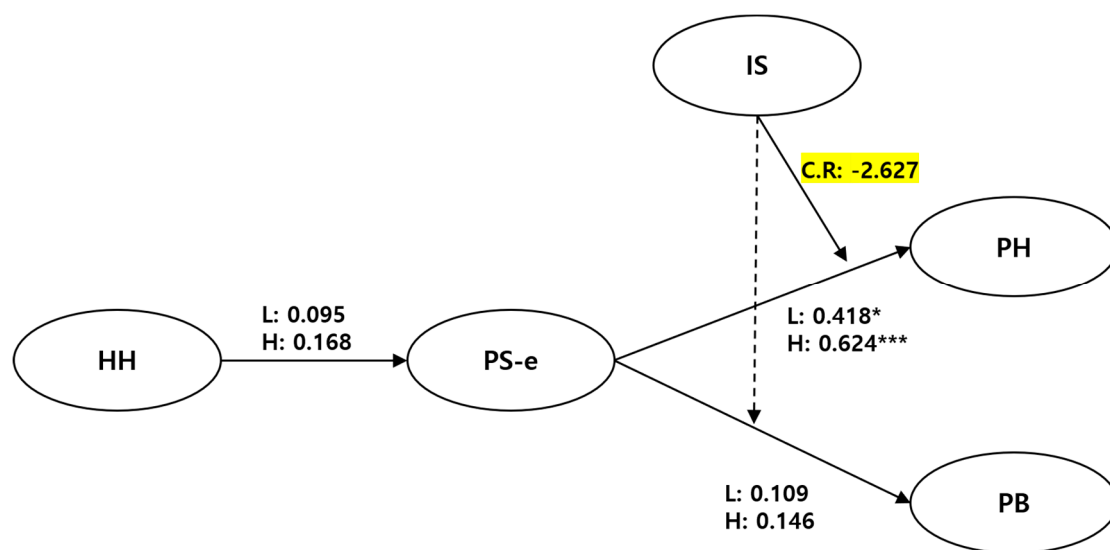 IS
C.R: -2.627
PH
L: 0.095
H: 0.168
L: 0.418*
H: 0.624***
HH
PS-e
L: 0.109
H: 0.146
PB